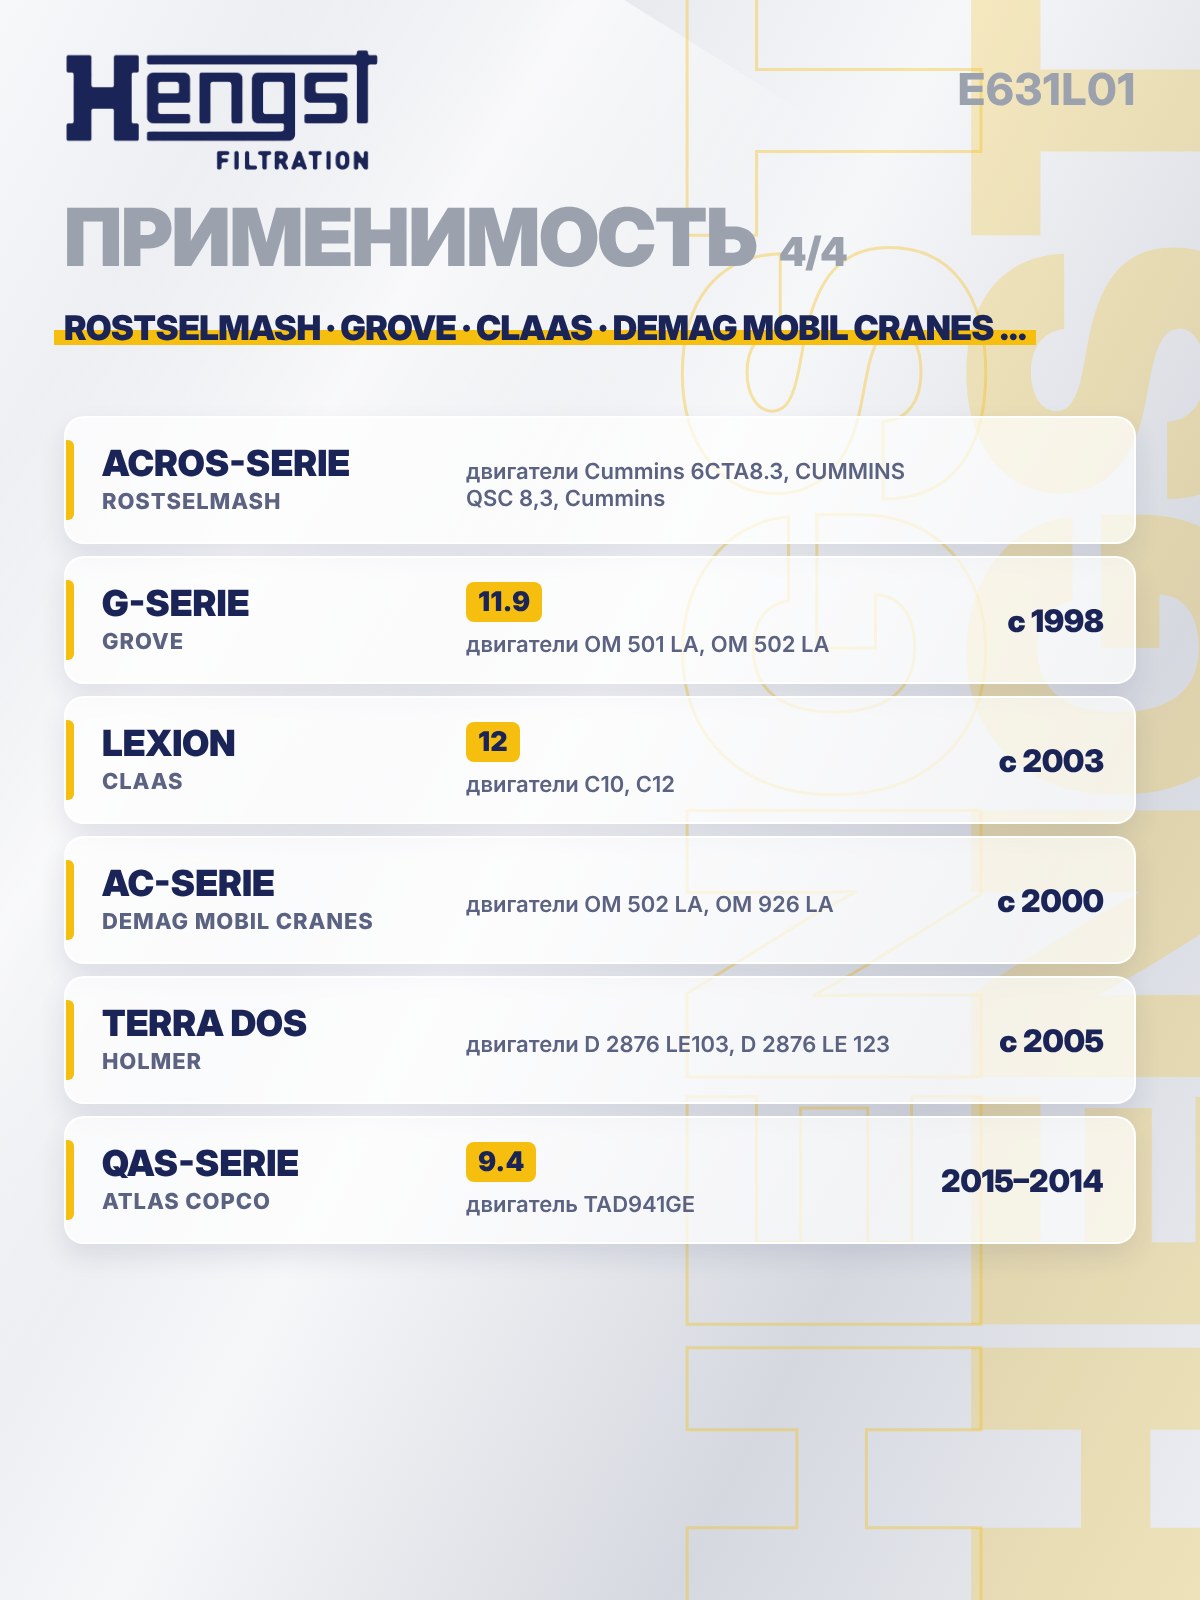 Hengst
FILTRATION
E631L01
ПРИМЕНИМОСТЬ 4/4
ROSTSELMASH · GROVE · CLAAS · DEMAG MOBIL CRANES ...
ACROS-SERIE
ROSTSELMASH
двигатели Cummins 6CTA8.3, CUMMINS
QSC 8,3, Cummins
G-SERIE
GROVE
11.9
двигатели OM 501 LA, OM 502 LA
с 1998
LEXION
CLAAS
12
двигатели C10, C12
с 2003
AC-SERIE
DEMAG MOBIL CRANES
двигатели OM 502 LA, OM 926 LA
с 2000
TERRA DOS
HOLMER
двигатели D 2876 LE103, D 2876 LE 123
с 2005
QAS-SERIE
ATLAS COPCO
9.4
двигатель TAD941GE
2015–2014
HENGST
HENGST